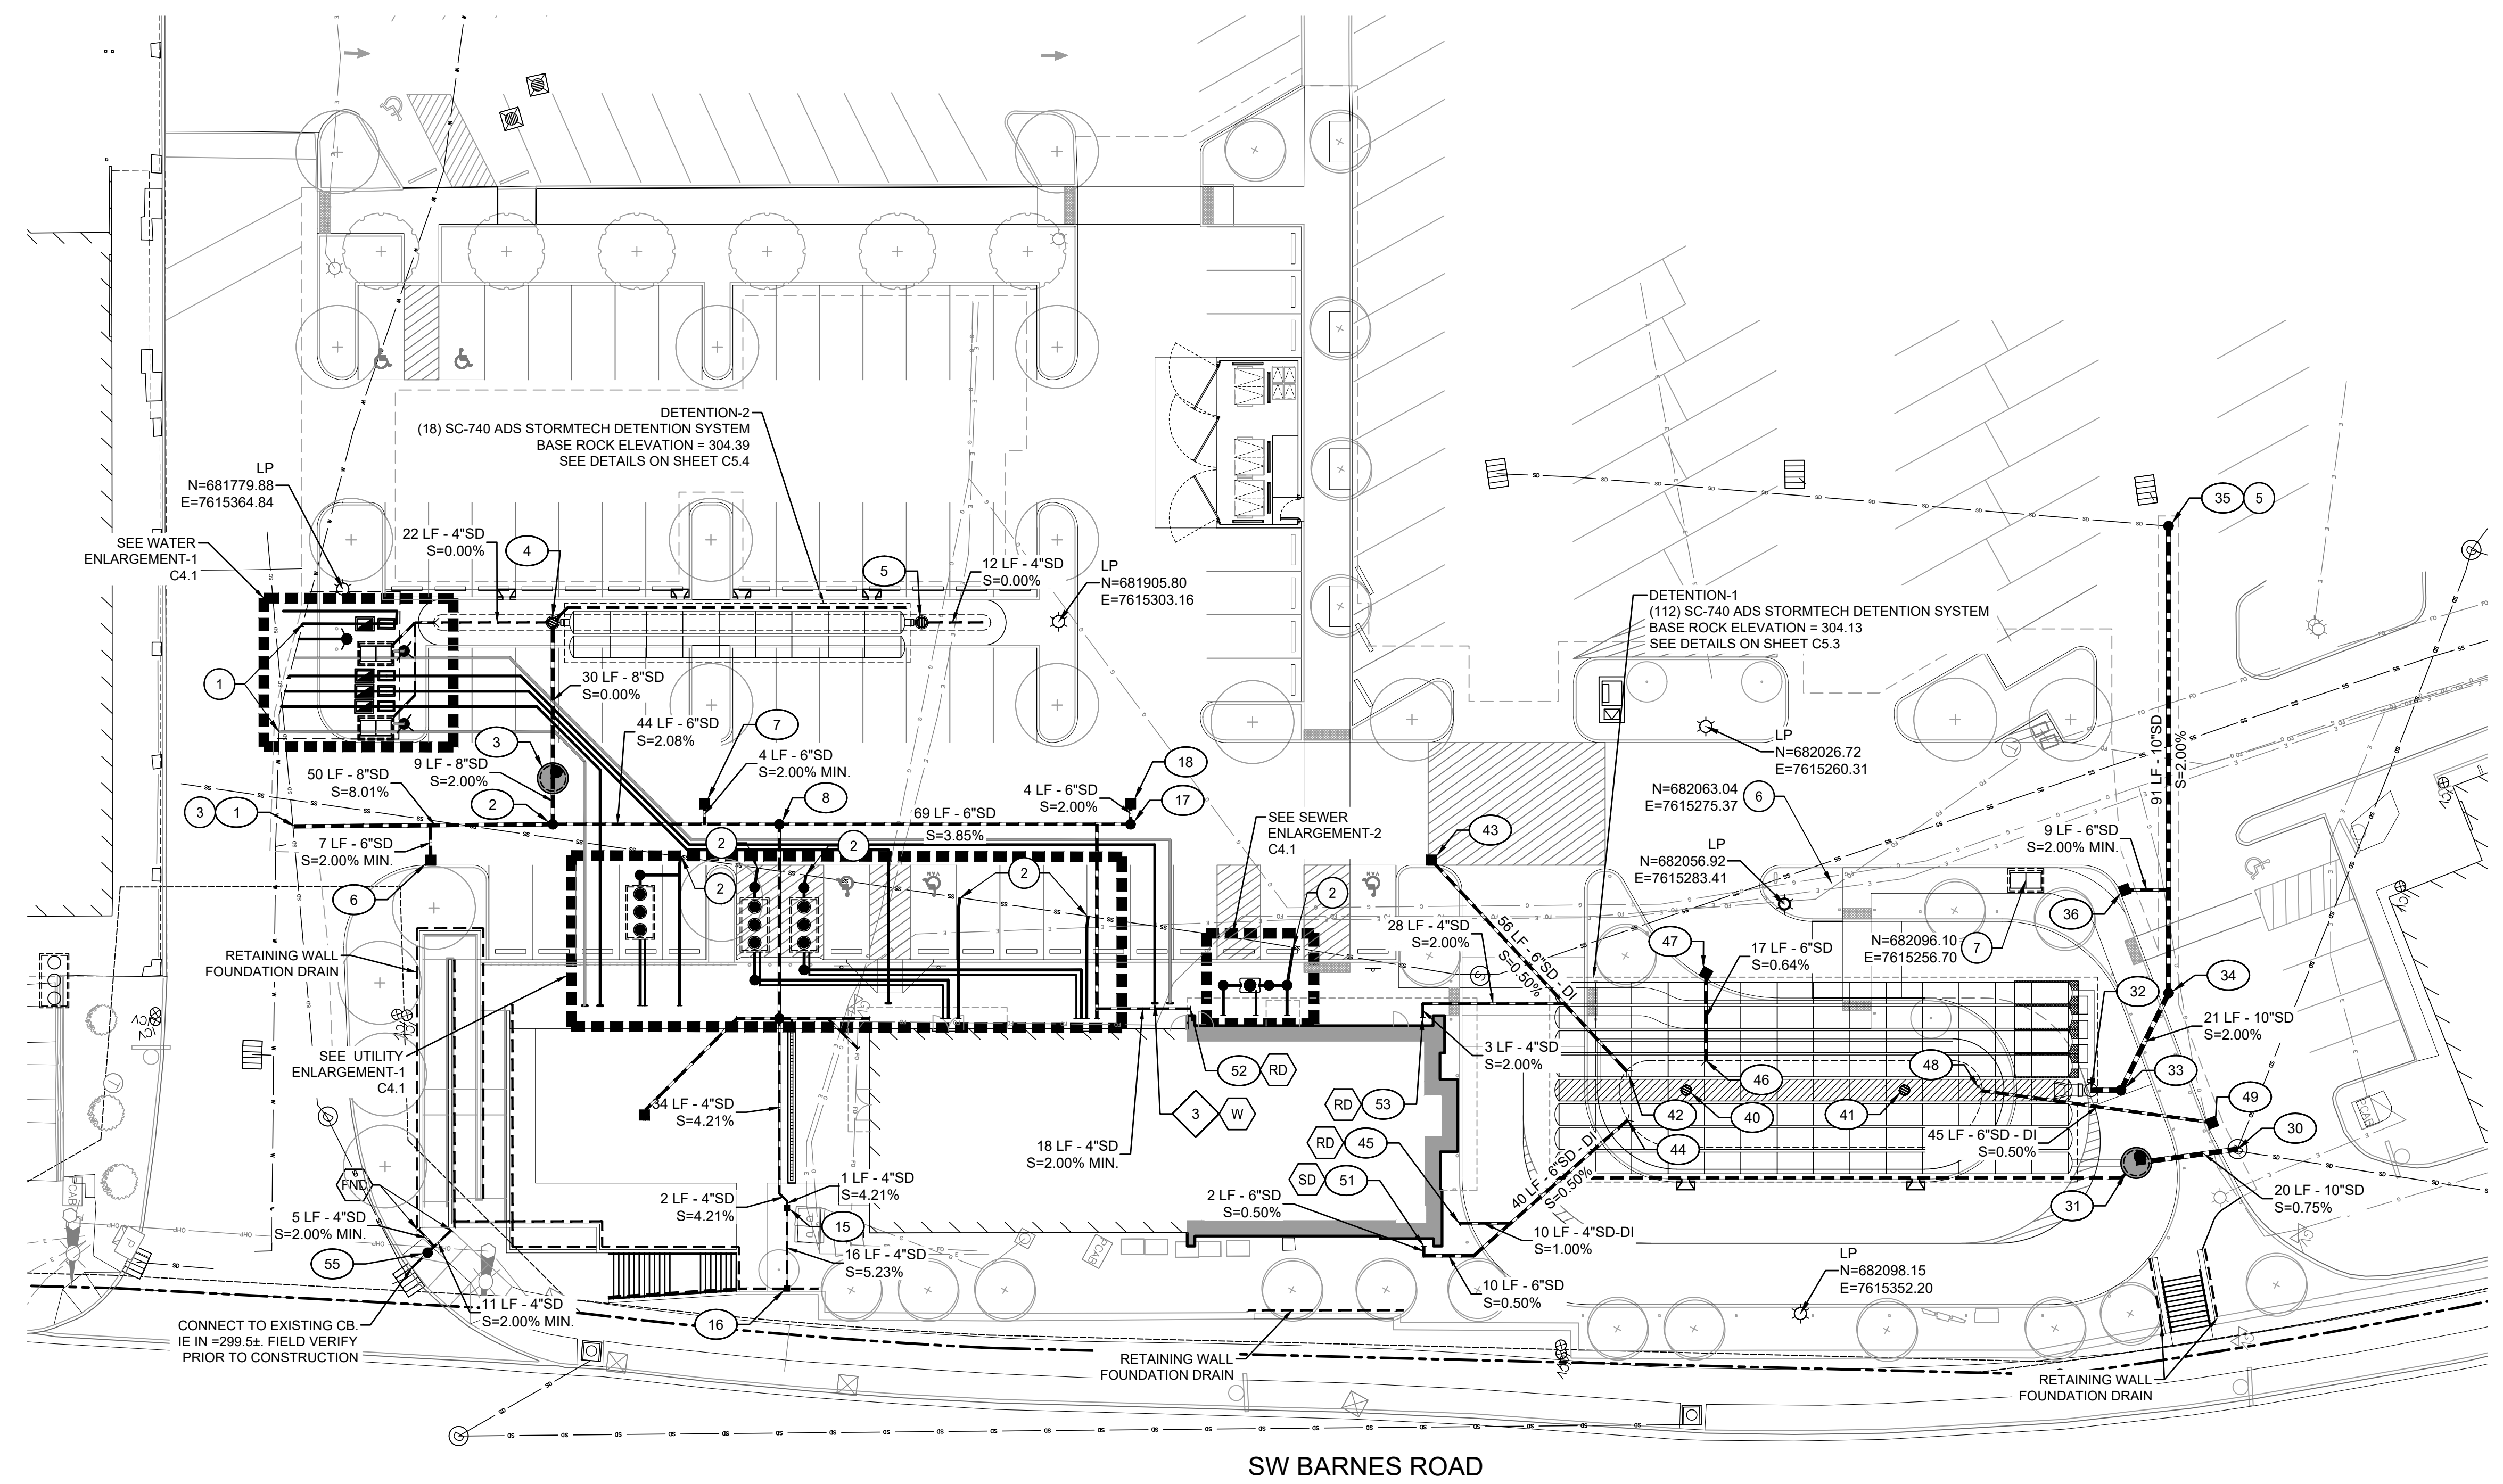 DETENTION-2
(18) SC-740 ADS STORMTECH DETENTION SYSTEM
BASE ROCK ELEVATION = 304.39
SEE DETAILS ON SHEET C5.4
LP
N=681779.88
E=7615364.84
SEE WATER
ENLARGEMENT-1
C4.1
22 LF - 4"SD
S=0.00%
4
5
12 LF - 4"SD
S=0.00%
LP
N=681905.80
E=7615303.16
35
5
DETENTION-1
(112) SC-740 ADS STORMTECH DETENTION SYSTEM
BASE ROCK ELEVATION = 304.13
SEE DETAILS ON SHEET C5.3
1
30 LF - 8"SD
S=0.00%
44 LF - 6"SD
S=2.08%
7
3
9 LF - 8"SD
S=2.00%
50 LF - 8"SD
S=8.01%
4 LF - 6"SD
S=2.00% MIN.
2
3
1
8
4 LF - 6"SD
S=2.00%
18
17
69 LF - 6"SD
S=3.85%
LP
N=682026.72
E=7615260.31
N=682063.04
E=7615275.37
6
91 LF - 10"SD
S=2.00%
SEE SEWER
ENLARGEMENT-2
C4.1
43
7 LF - 6"SD
S=2.00% MIN.
6
2
2
2
2
2
VAN
VAN
LP
N=682056.92
E=7615283.41
9 LF - 6"SD
S=2.00% MIN.
36
28 LF - 4"SD
S=2.00%
56 LF - 6"SD - DI
S=0.50%
47
17 LF - 6"SD
S=0.64%
N=682096.10
E=7615256.70
7
RETAINING WALL
FOUNDATION DRAIN
32
34
21 LF - 10"SD
S=2.00%
SEE UTILITY
ENLARGEMENT-1
C4.1
3 LF - 4"SD
S=2.00%
52
RD
48
46
33
34 LF - 4"SD
S=4.21%
3
W
RD
53
42
40
41
49
RD
45
44
45 LF - 6"SD - DI
S=0.50%
30
18 LF - 4"SD
S=2.00% MIN.
FND
2 LF - 4"SD
S=4.21%
1 LF - 4"SD
S=4.21%
SD
51
2 LF - 6"SD
S=0.50%
40 LF - 6"SD - DI
S=0.50%
31
20 LF - 10"SD
S=0.75%
5 LF - 4"SD
S=2.00% MIN.
15
10 LF - 4"SD-DI
S=1.00%
55
16 LF - 4"SD
S=5.23%
LP
N=682098.15
E=7615352.20
10 LF - 6"SD
S=0.50%
11 LF - 4"SD
S=2.00% MIN.
16
CONNECT TO EXISTING CB.
IE IN =299.5±. FIELD VERIFY
PRIOR TO CONSTRUCTION
RETAINING WALL
FOUNDATION DRAIN
RETAINING WALL
FOUNDATION DRAIN
SW BARNES ROAD